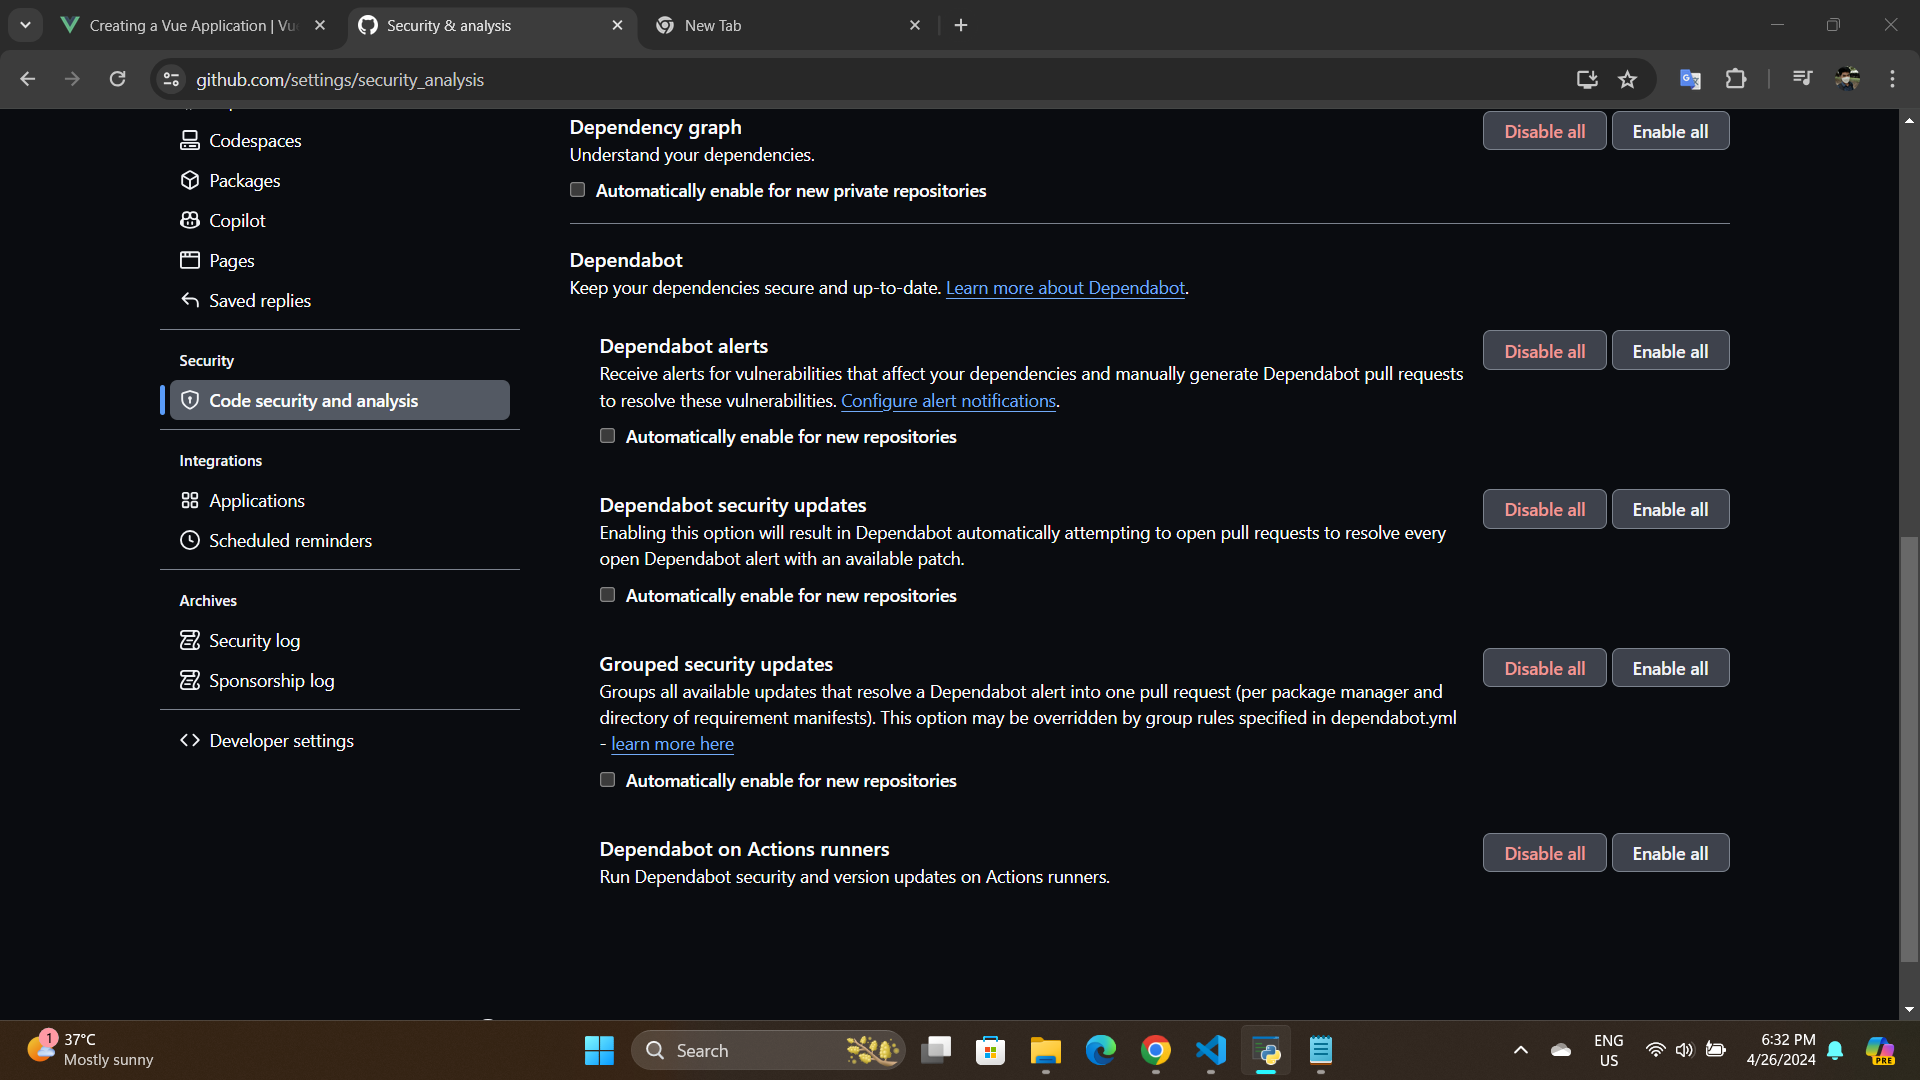 Creating a Vue Application | Vu
Security & analysis
New Tab
github.com/settings/security_analysis
Codespaces
Packages
Copilot
Pages
Saved replies
Security
Code security and analysis
Integrations
Applications
Scheduled reminders
Archives
Security log
Sponsorship log
Developer settings
Dependency graph
Understand your dependencies.
Automatically enable for new private repositories
Disable all
Enable all
Dependabot
Keep your dependencies secure and up-to-date. Learn more about Dependabot.
Dependabot alerts
Receive alerts for vulnerabilities that affect your dependencies and manually generate Dependabot pull requests
to resolve these vulnerabilities. Configure alert notifications.
Automatically enable for new repositories
Disable all
Enable all
Dependabot security updates
Enabling this option will result in Dependabot automatically attempting to open pull requests to resolve every
open Dependabot alert with an available patch.
Automatically enable for new repositories
Disable all
Enable all
Grouped security updates
Groups all available updates that resolve a Dependabot alert into one pull request (per package manager and
directory of requirement manifests). This option may be overridden by group rules specified in dependabot.yml
- learn more here
Automatically enable for new repositories
Disable all
Enable all
Dependabot on Actions runners
Run Dependabot security and version updates on Actions runners.
Disable all
Enable all
1
37°C
Mostly sunny
Search
ENG
US
6:32 PM
4/26/2024
PRE